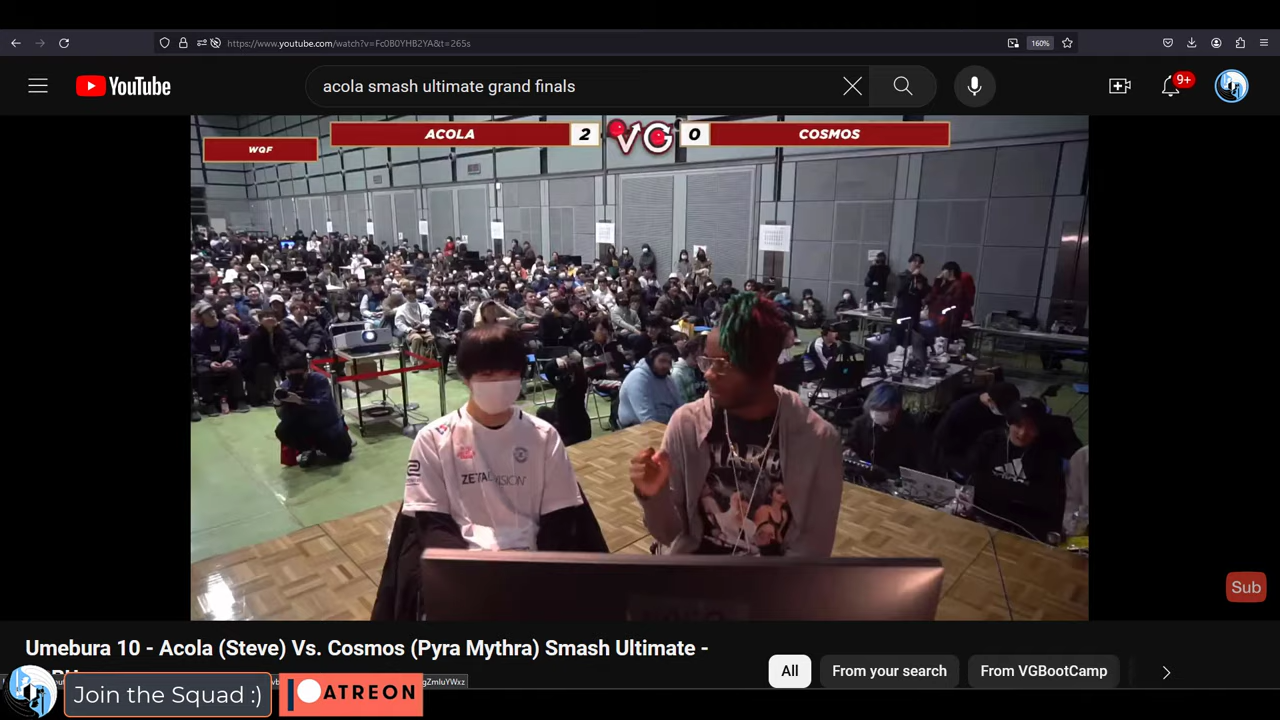 https://www.youtube.com/watch?v=Fc0B0YHB2YA&t=265s
160%
YouTube
acola smash ultimate grand finals
9+
ACOLA 2 VG 0 COSMOS
WQF
ZETA DIVISION
Sub
Umebura 10 - Acola (Steve) Vs. Cosmos (Pyra Mythra) Smash Ultimate -
All
From your search
From VGBootCamp
Join the Squad :)
PATREON